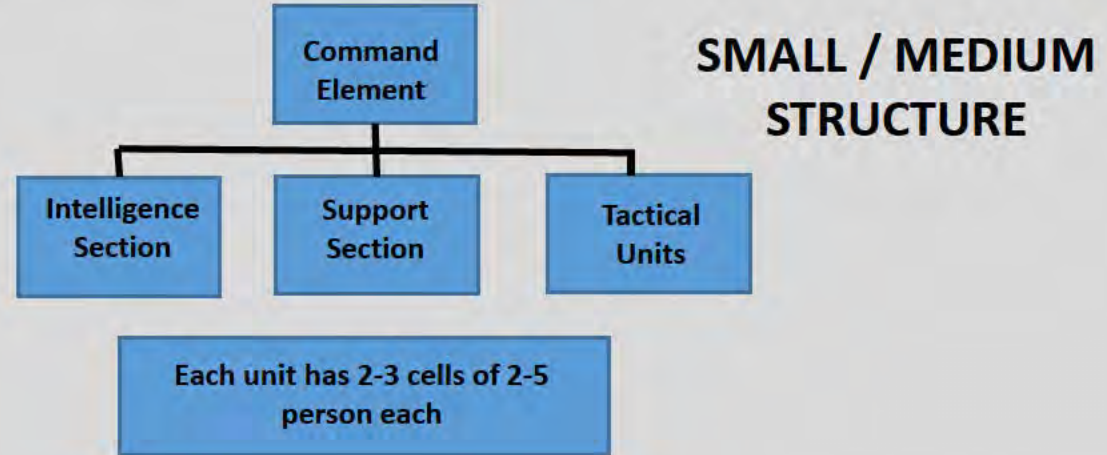 SMALL / MEDIUM
STRUCTURE
Command
Element
Intelligence
Section
Support
Section
Tactical
Units
Each unit has 2-3 cells of 2-5
person each